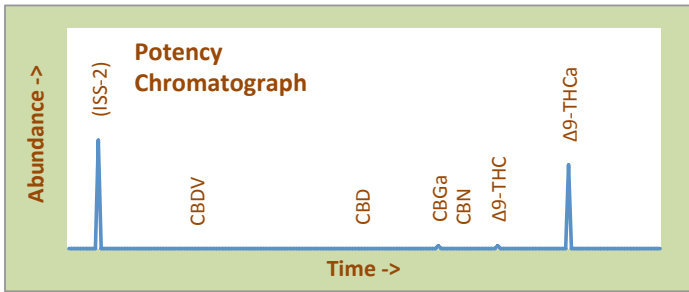 Potency
Chromatograph
Abundance ->
(ISS-2)
CBDV
CBD
CBGa
CBN
Δ9-THC
Δ9-THCa
Time ->